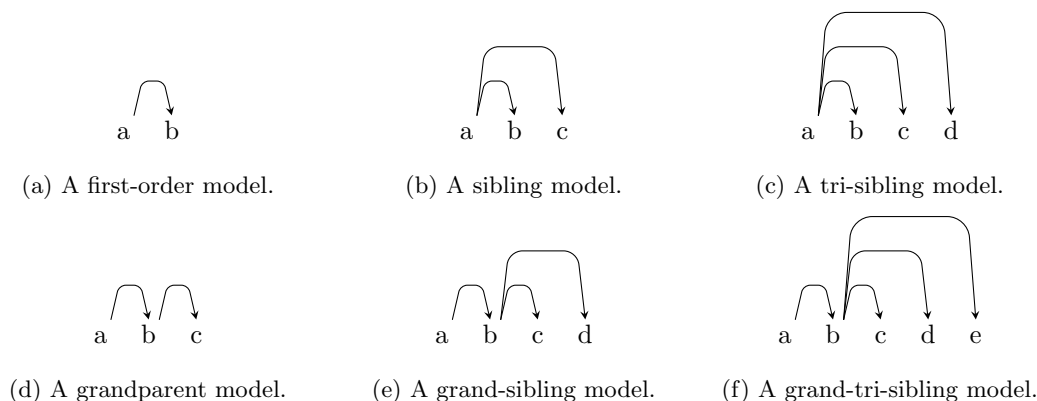 a b
a b c
a b c d
(a) A first-order model.
(b) A sibling model.
(c) A tri-sibling model.
a b c
a b c d
a b c d e
(d) A grandparent model.
(e) A grand-sibling model.
(f) A grand-tri-sibling model.